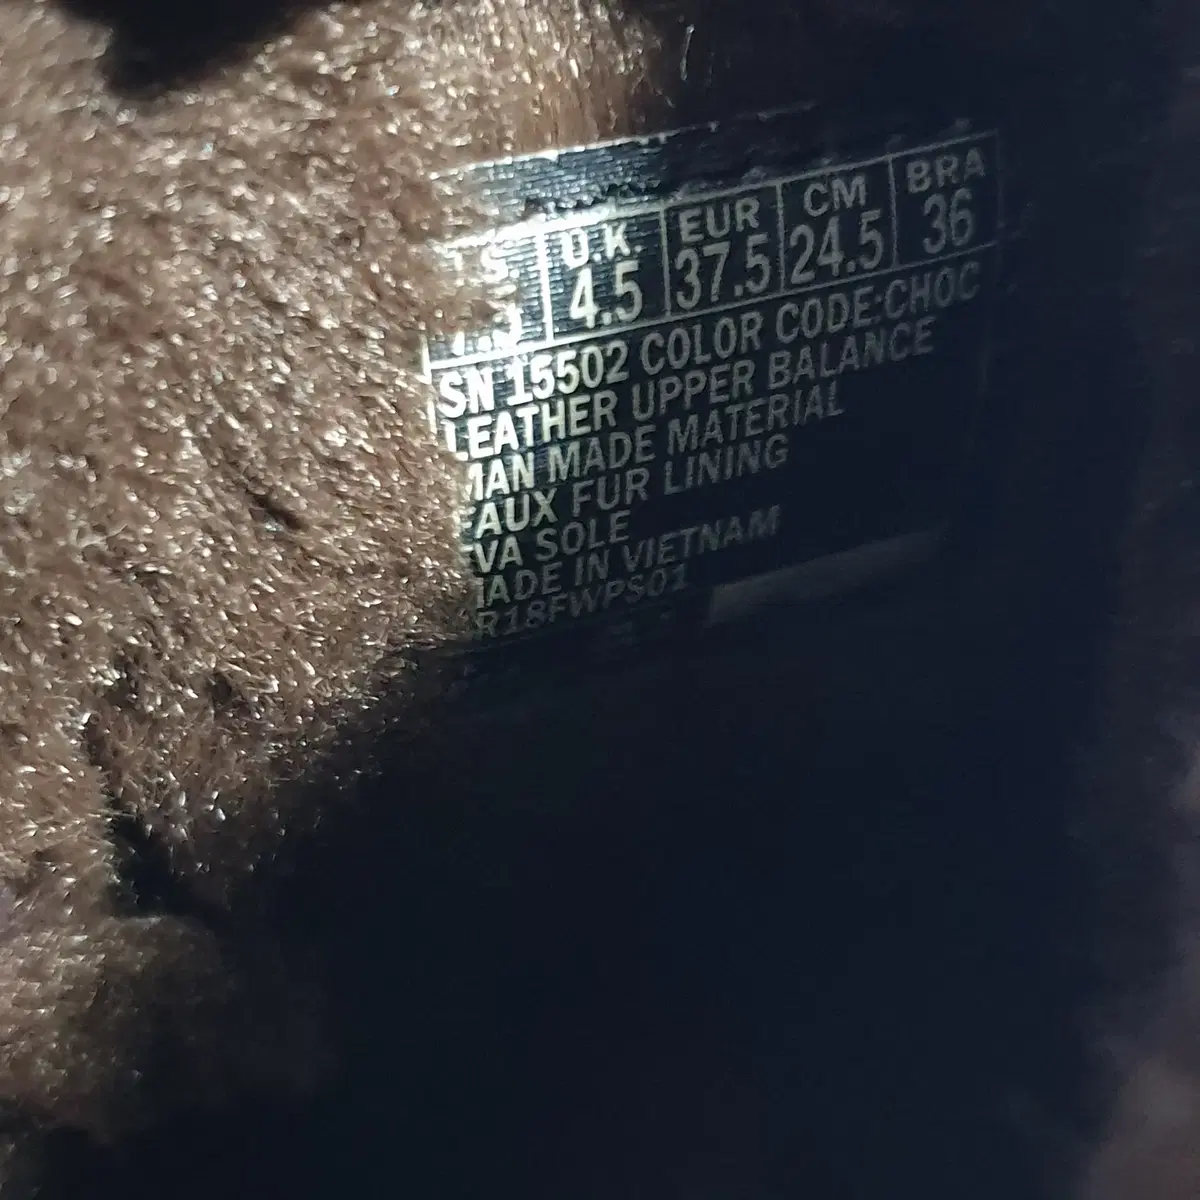 U.K. EUR CM BRA
4.5 37.5 24.5 36
SN 15502 COLOR CODE:CHOC
LEATHER UPPER BALANCE
MAN MADE MATERIAL
FAUX FUR LINING
EVA SOLE
MADE IN VIETNAM
R18FWPS01